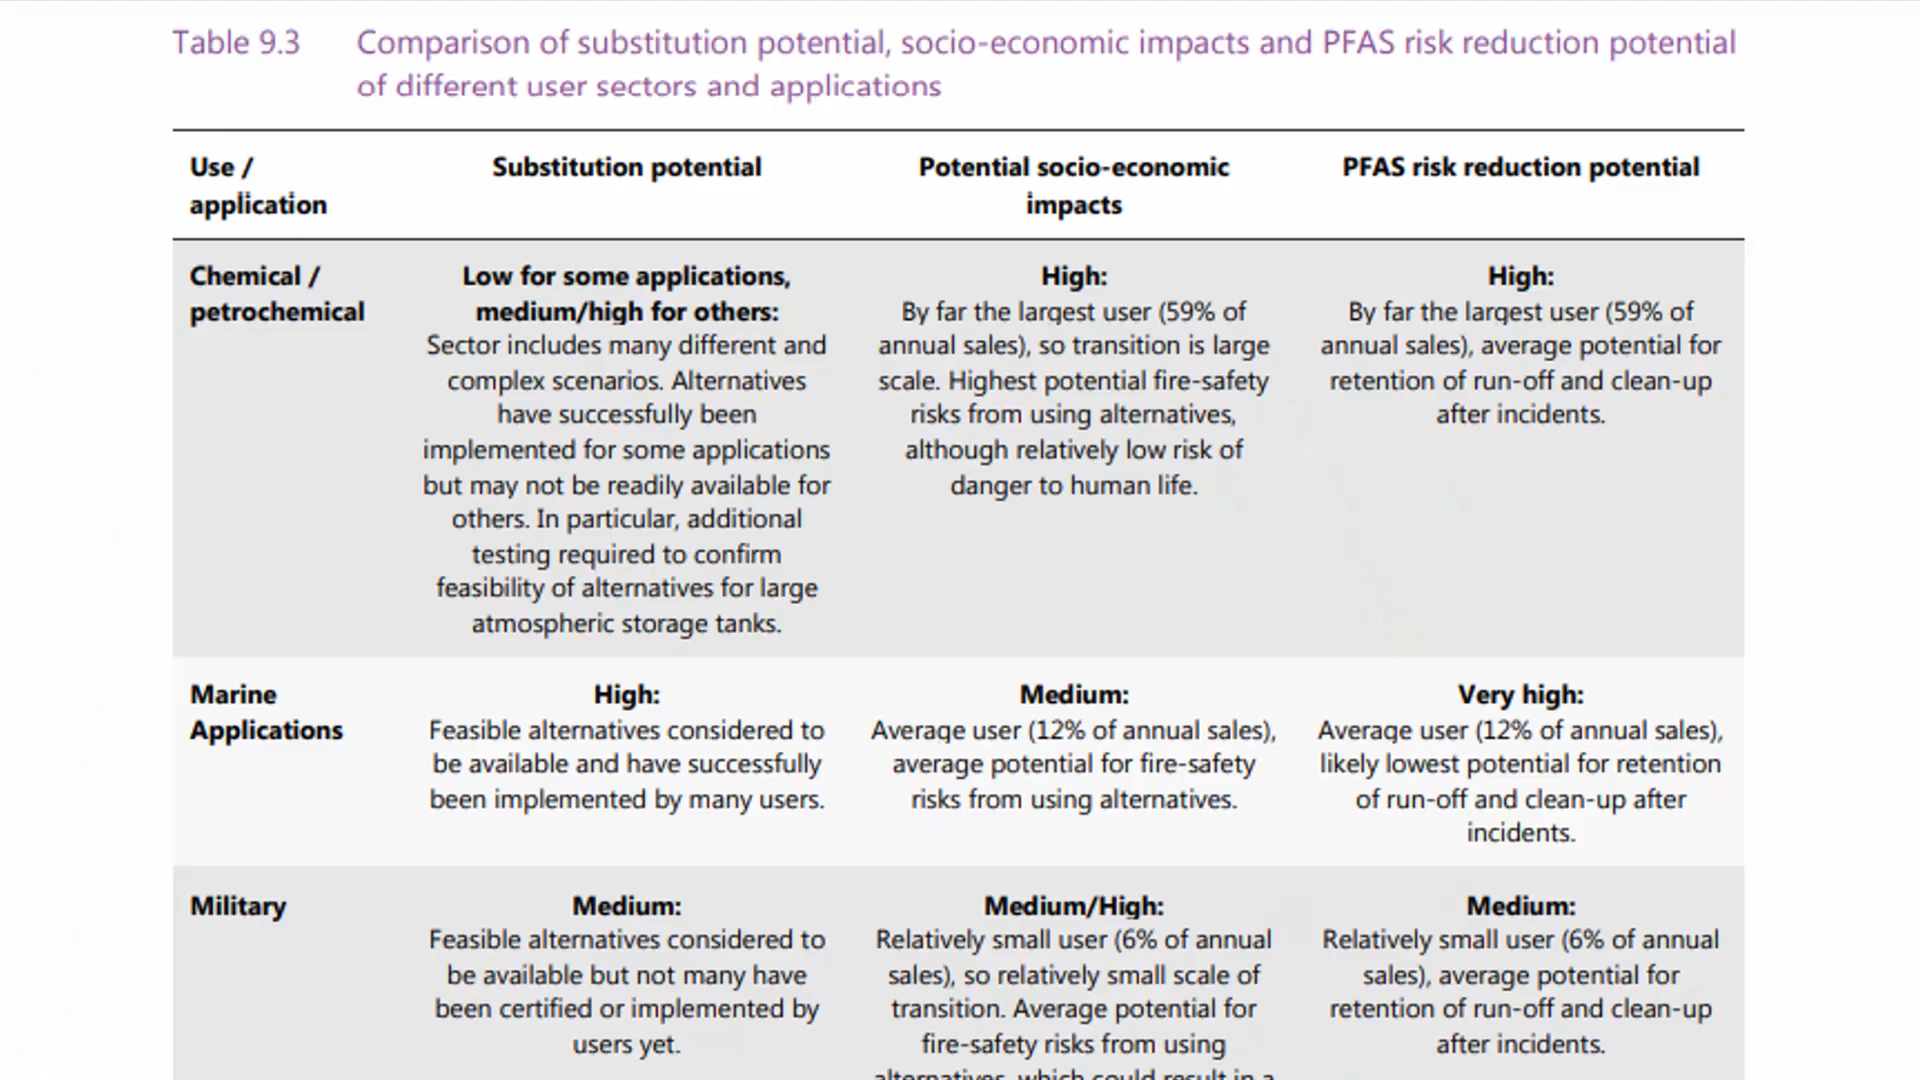 Table 9.3 Comparison of substitution potential, socio-economic impacts and PFAS risk reduction potential
of different user sectors and applications
Use /
application
Substitution potential
Potential socio-economic
impacts
PFAS risk reduction potential
Chemical /
petrochemical
Low for some applications,
medium/high for others:
Sector includes many different and
complex scenarios. Alternatives
have successfully been
implemented for some applications
but may not be readily available for
others. In particular, additional
testing required to confirm
feasibility of alternatives for large
atmospheric storage tanks.
High:
By far the largest user (59% of
annual sales), so transition is large
scale. Highest potential fire-safety
risks from using alternatives,
although relatively low risk of
danger to human life.
High:
By far the largest user (59% of
annual sales), average potential for
retention of run-off and clean-up
after incidents.
Marine
Applications
High:
Feasible alternatives considered to
be available and have successfully
been implemented by many users.
Medium:
Average user (12% of annual sales),
average potential for fire-safety
risks from using alternatives.
Very high:
Average user (12% of annual sales),
likely lowest potential for retention
of run-off and clean-up after
incidents.
Military
Medium:
Feasible alternatives considered to
be available but not many have
been certified or implemented by
users yet.
Medium/High:
Relatively small user (6% of annual
sales), so relatively small scale of
transition. Average potential for
fire-safety risks from using
alternatives, which could result in a
Medium:
Relatively small user (6% of annual
sales), average potential for
retention of run-off and clean-up
after incidents.